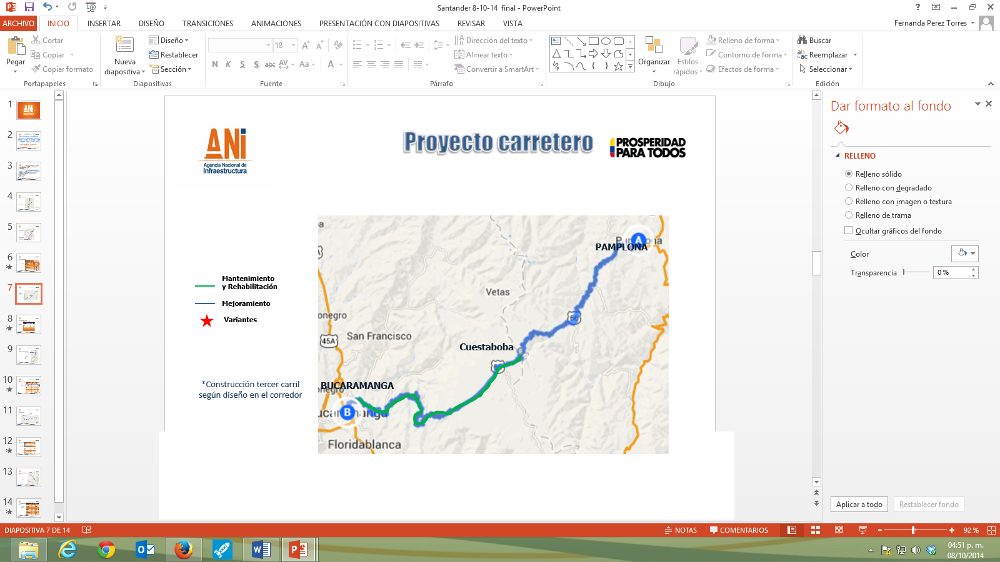 Santander 8-10-14  final - PowerPoint
ARCHIVO
INICIO
INSERTAR
DISEÑO
TRANSICIONES
ANIMACIONES
PRESENTACIÓN CON DIAPOSITIVAS
REVISAR
VISTA
Fernanda Perez Torres
Pegar
Cortar
Copiar
Copiar formato
Portapapeles
Nueva
diapositiva
Diseño
Restablecer
Sección
Diapositivas
18
N K S S abc AV Aa A
Fuente
Dirección del texto
Alinear texto
Convertir a SmartArt
Párrafo
Organizar
Estilos
rápidos
Relleno de forma
Contorno de forma
Efectos de forma
Dibujo
Buscar
Reemplazar
Seleccionar
Edición
1
2
3
4
5
6
7
8
9
10
11
12
13
14
ANi
Agencia Nacional de
Infraestructura
Proyecto carretero
PROSPERIDAD
PARA TODOS
Mantenimiento
y Rehabilitación
Mejoramiento
Variantes
*Construcción tercer carril
según diseño en el corredor
A
PAMPLONA
Vetas
66
onegro
45A
San Francisco
Cuestaboba
BUCARAMANGA
B
Floridablanca
Dar formato al fondo
RELLENO
Relleno sólido
Relleno con degradado
Relleno con imagen o textura
Relleno de trama
Ocultar gráficos del fondo
Color
Transparencia
0 %
Aplicar a todo
Restablecer fondo
DIAPOSITIVA 7 DE 14
NOTAS
COMENTARIOS
92 %
04:51 p. m.
08/10/2014